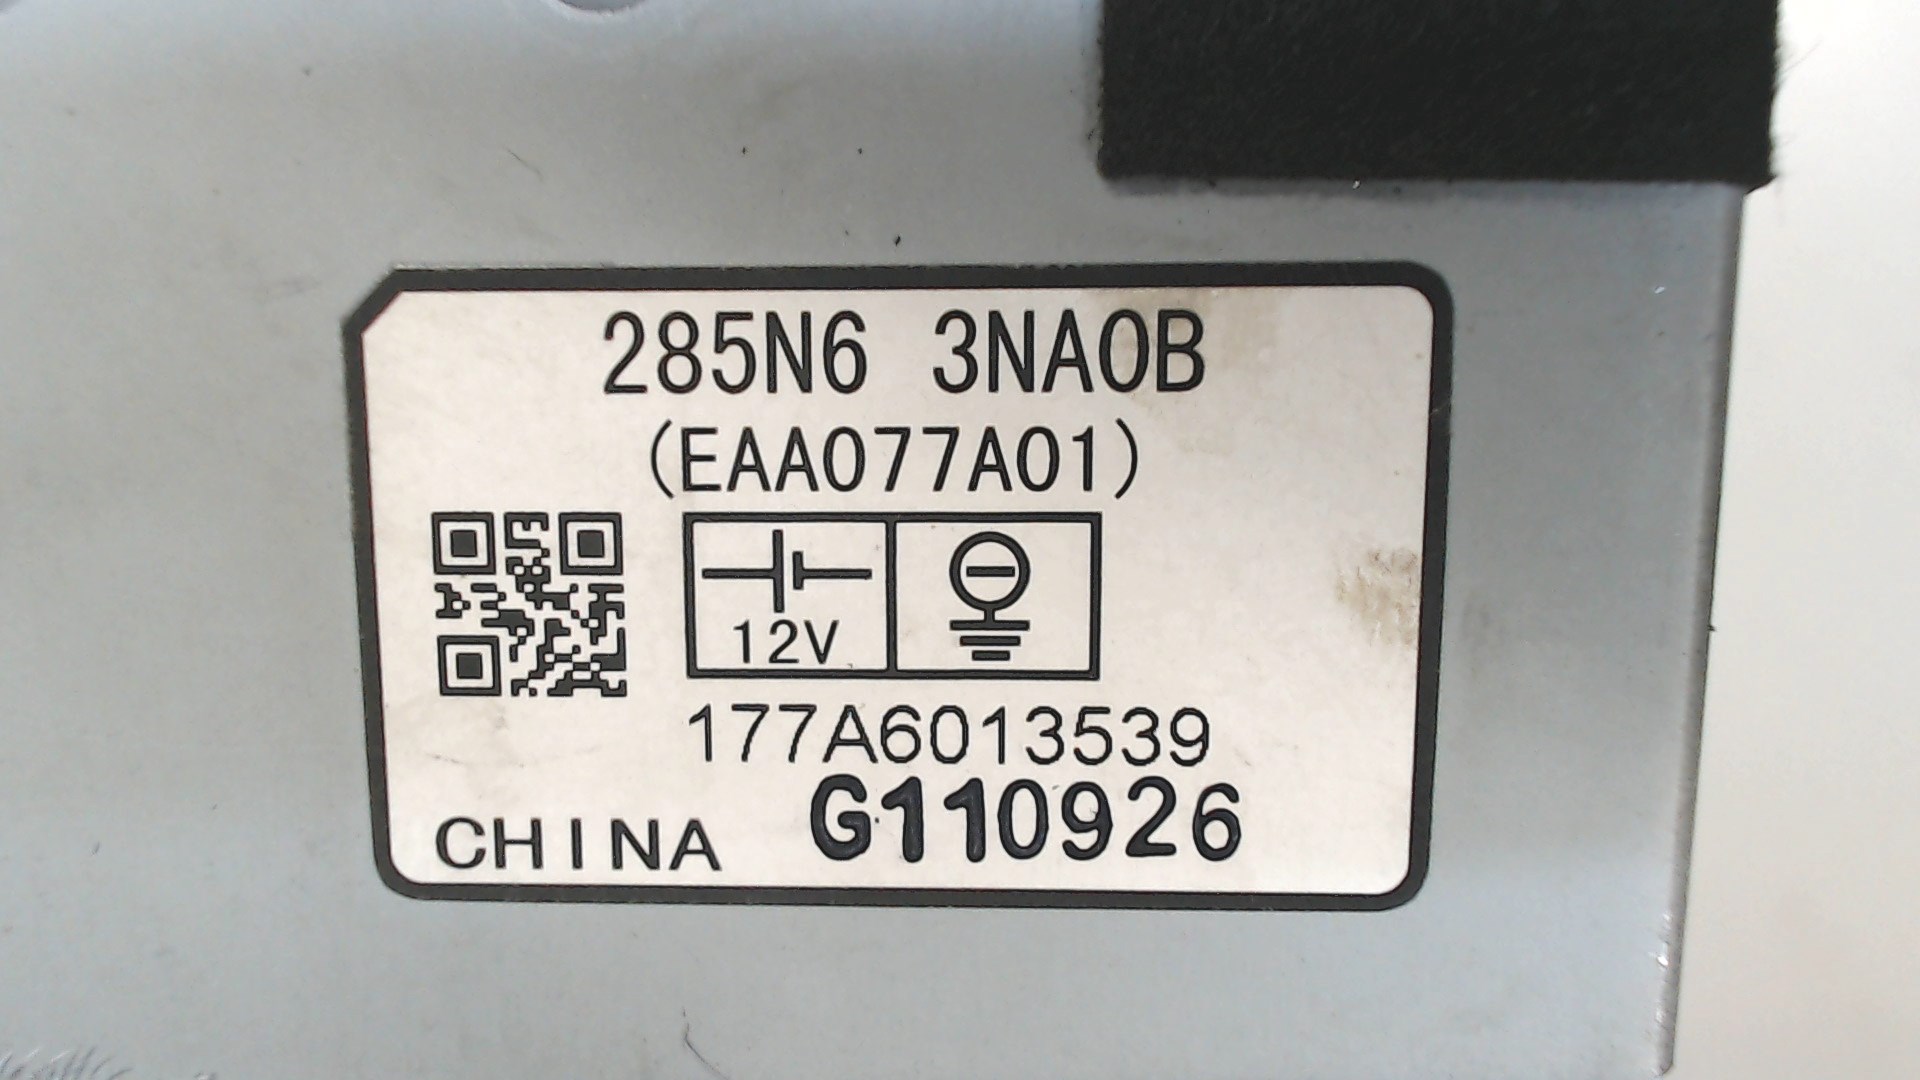 285N6 3NA0B
(EAA077A01)
12V
177A6013539
G110926
CHINA